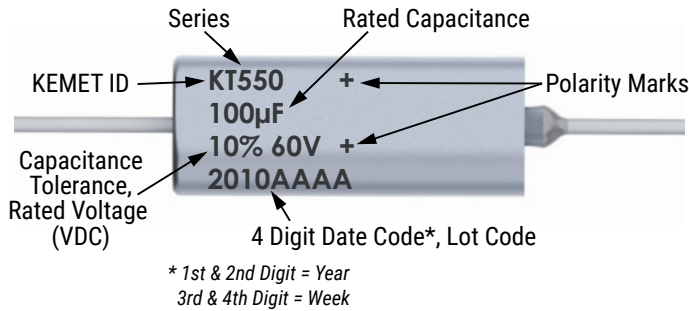 Series
Rated Capacitance
KEMET ID
KT550 +
Polarity Marks
100µF
10% 60V +
2010AAAA
Capacitance
Tolerance,
Rated Voltage
(VDC)
4 Digit Date Code*, Lot Code
* 1st & 2nd Digit = Year
3rd & 4th Digit = Week